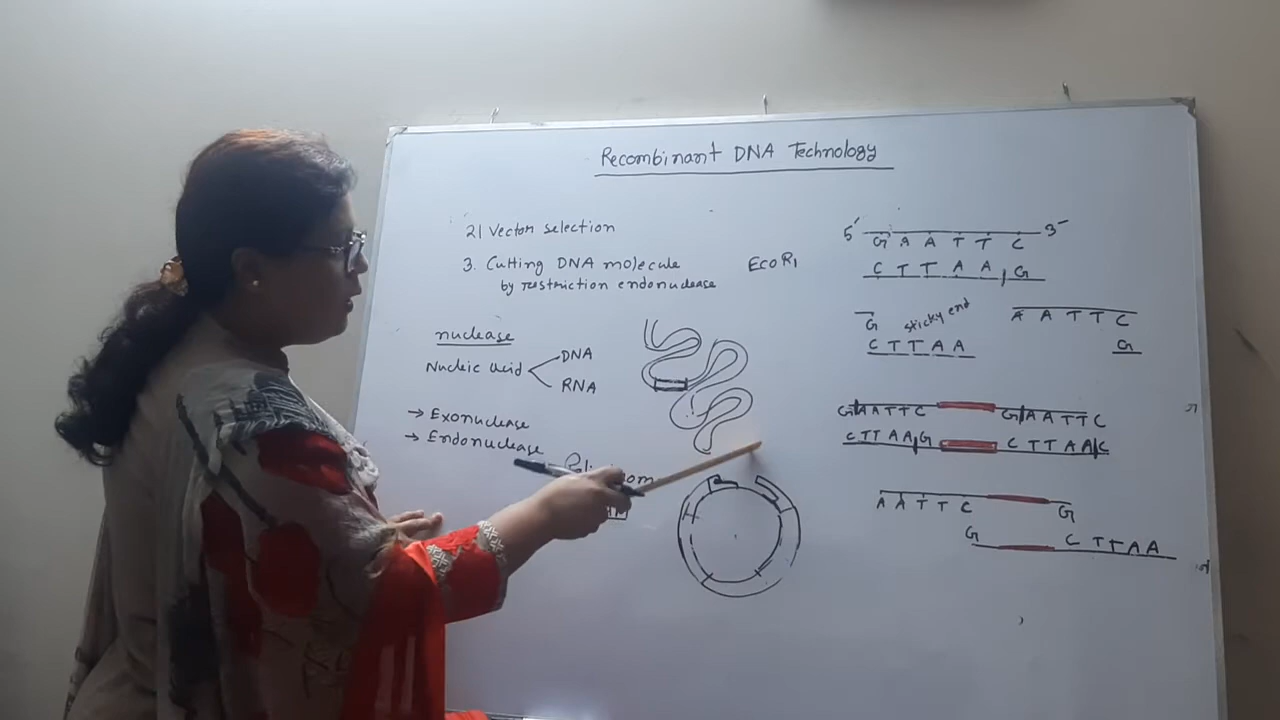 Recombinant DNA Technology
2| Vector selection
3. Cutting DNA molecule
by restriction endonuclease
EcoR1
nuclease
Nucleic acid
DNA
RNA
→ Exonuclease
→ Endonuclease
5' G A A T T C 3'
C T T A A G
G
C T T A A
sticky end
A A T T C
G
G A A T T C
G A A T T C
C T T A A G
C T T A A C
A A T T C
G
G
C T T A A